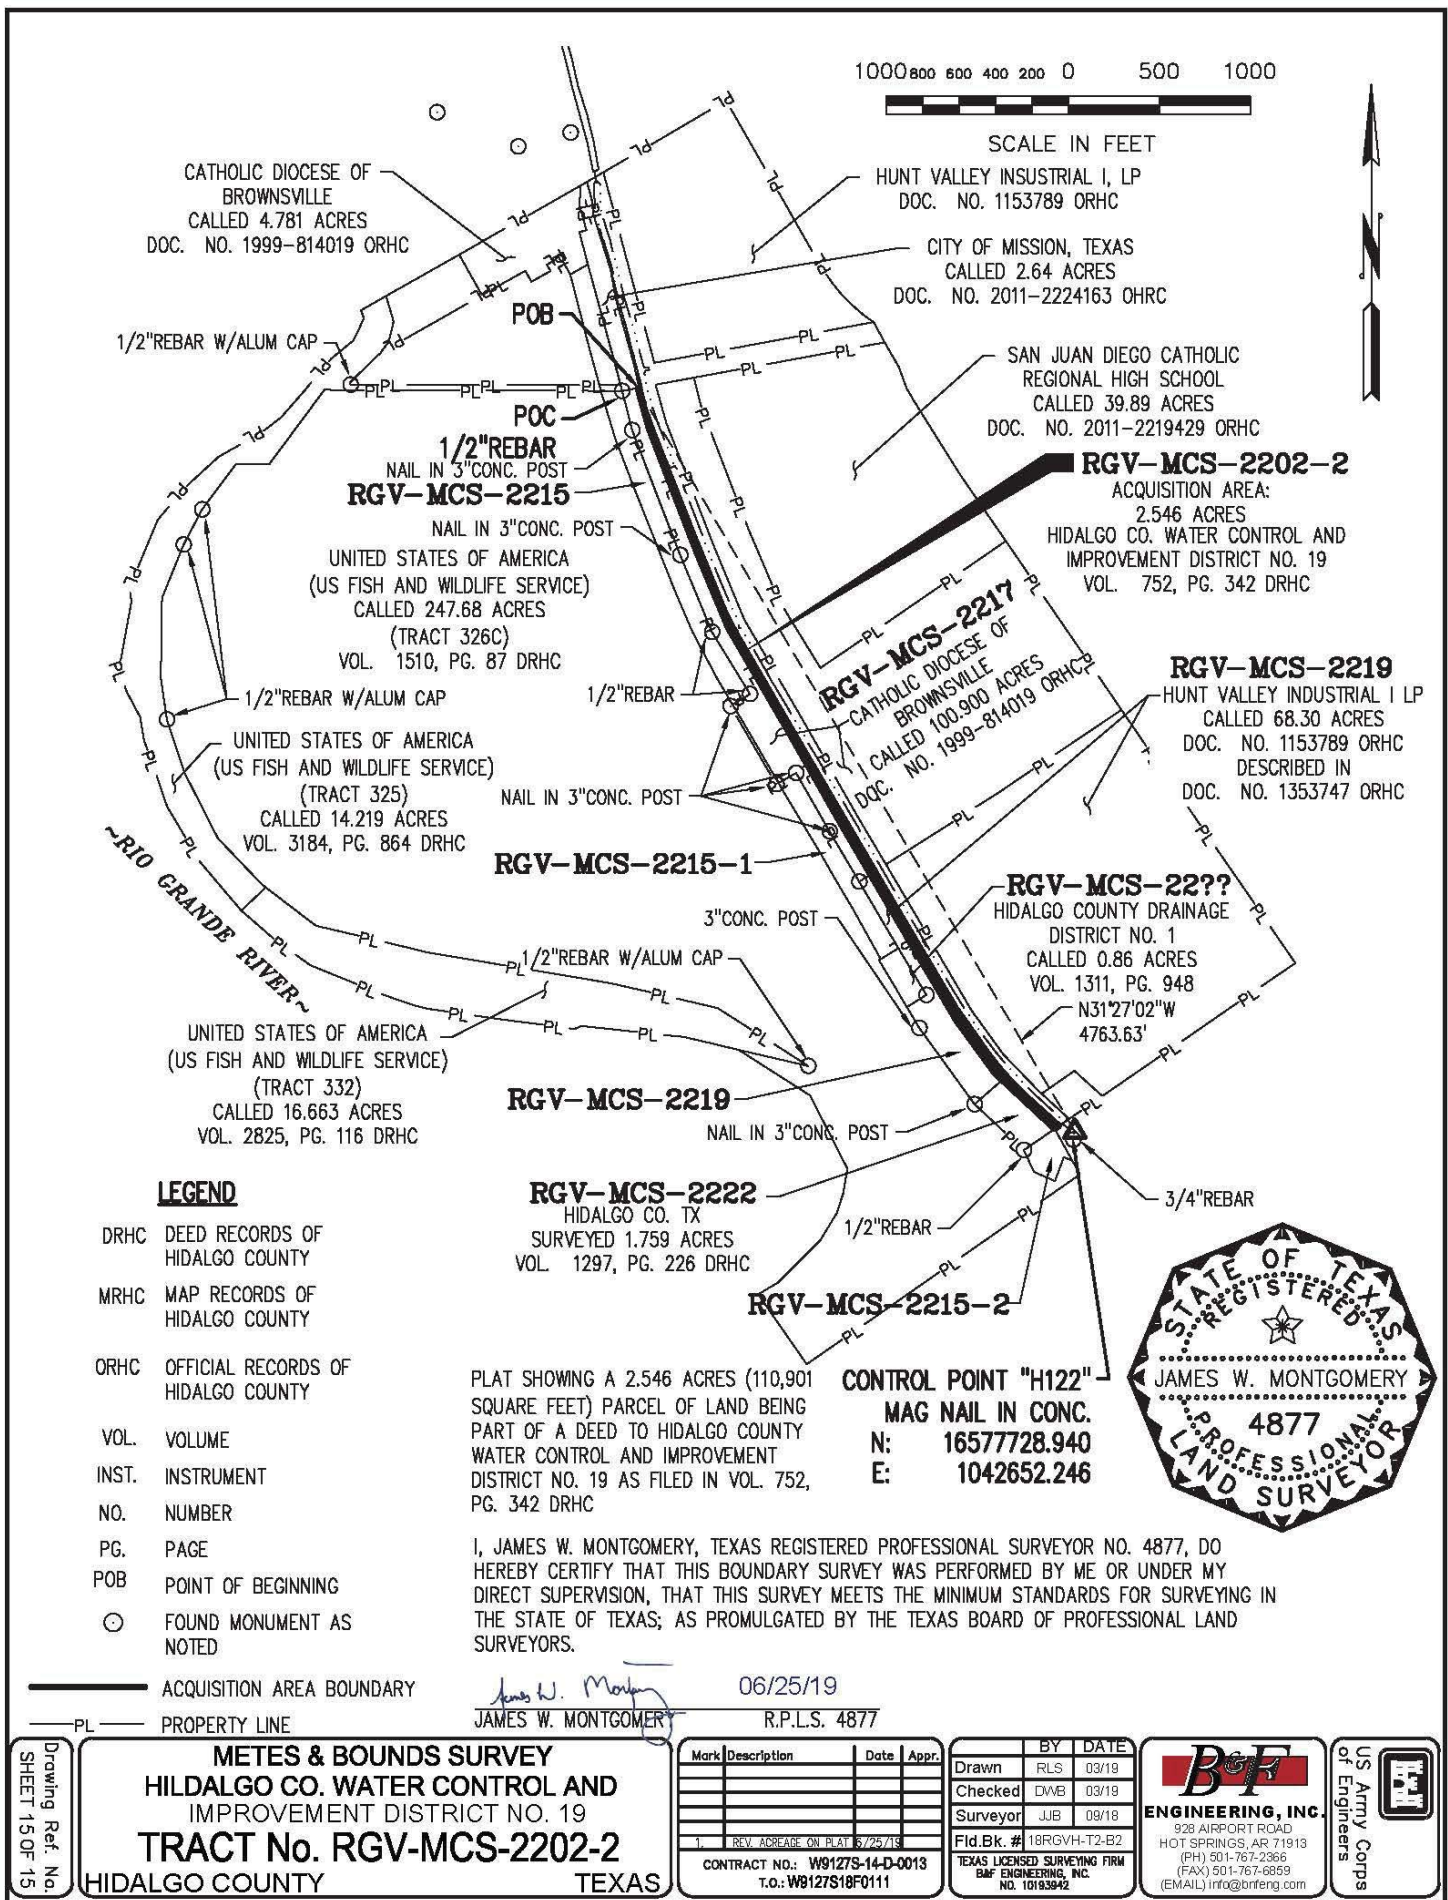 1000 800 600 400 200 0 500 1000
SCALE IN FEET
N
CATHOLIC DIOCESE OF
BROWNSVILLE
CALLED 4.781 ACRES
DOC. NO. 1999-814019 ORHC
HUNT VALLEY INSUSTRIAL I, LP
DOC. NO. 1153789 ORHC
CITY OF MISSION, TEXAS
CALLED 2.64 ACRES
DOC. NO. 2011-2224163 OHRC
POB
1/2"REBAR W/ALUM CAP
SAN JUAN DIEGO CATHOLIC
REGIONAL HIGH SCHOOL
CALLED 39.89 ACRES
DOC. NO. 2011-2219429 ORHC
POC
1/2"REBAR
NAIL IN 3"CONC. POST
RGV-MCS-2215
NAIL IN 3"CONC. POST
RGV-MCS-2202-2
ACQUISITION AREA:
2.546 ACRES
HIDALGO CO. WATER CONTROL AND
IMPROVEMENT DISTRICT NO. 19
VOL. 752, PG. 342 DRHC
UNITED STATES OF AMERICA
(US FISH AND WILDLIFE SERVICE)
CALLED 247.68 ACRES
(TRACT 326C)
VOL. 1510, PG. 87 DRHC
1/2"REBAR W/ALUM CAP
1/2"REBAR
RGV-MCS-2217
CATHOLIC DIOCESE OF
BROWNSVILLE
CALLED 100.900 ACRES
DOC. NO. 1999-814019 ORHC
RGV-MCS-2219
HUNT VALLEY INDUSTRIAL I LP
CALLED 68.30 ACRES
DOC. NO. 1153789 ORHC
DESCRIBED IN
DOC. NO. 1353747 ORHC
UNITED STATES OF AMERICA
(US FISH AND WILDLIFE SERVICE)
(TRACT 325)
CALLED 14.219 ACRES
VOL. 3184, PG. 864 DRHC
NAIL IN 3"CONC. POST
~RIO GRANDE RIVER~
RGV-MCS-2215-1
RGV-MCS-22??
HIDALGO COUNTY DRAINAGE
DISTRICT NO. 1
CALLED 0.86 ACRES
VOL. 1311, PG. 948
3"CONC. POST
1/2"REBAR W/ALUM CAP
N31°27'02"W
4763.63'
UNITED STATES OF AMERICA
(US FISH AND WILDLIFE SERVICE)
(TRACT 332)
CALLED 16.663 ACRES
VOL. 2825, PG. 116 DRHC
RGV-MCS-2219
NAIL IN 3"CONC. POST
RGV-MCS-2222
HIDALGO CO. TX
SURVEYED 1.759 ACRES
VOL. 1297, PG. 226 DRHC
1/2"REBAR
3/4"REBAR
RGV-MCS-2215-2
PL
LEGEND
DRHC DEED RECORDS OF
HIDALGO COUNTY
MRHC MAP RECORDS OF
HIDALGO COUNTY
ORHC OFFICIAL RECORDS OF
HIDALGO COUNTY
VOL. VOLUME
INST. INSTRUMENT
NO. NUMBER
PG. PAGE
POB POINT OF BEGINNING
FOUND MONUMENT AS
NOTED
ACQUISITION AREA BOUNDARY
PL PROPERTY LINE
PLAT SHOWING A 2.546 ACRES (110,901
SQUARE FEET) PARCEL OF LAND BEING
PART OF A DEED TO HIDALGO COUNTY
WATER CONTROL AND IMPROVEMENT
DISTRICT NO. 19 AS FILED IN VOL. 752,
PG. 342 DRHC
CONTROL POINT "H122"
MAG NAIL IN CONC.
N: 16577728.940
E: 1042652.246
STATE OF TEXAS
REGISTERED
JAMES W. MONTGOMERY
4877
PROFESSIONAL
LAND SURVEYOR
I, JAMES W. MONTGOMERY, TEXAS REGISTERED PROFESSIONAL SURVEYOR NO. 4877, DO
HEREBY CERTIFY THAT THIS BOUNDARY SURVEY WAS PERFORMED BY ME OR UNDER MY
DIRECT SUPERVISION, THAT THIS SURVEY MEETS THE MINIMUM STANDARDS FOR SURVEYING IN
THE STATE OF TEXAS; AS PROMULGATED BY THE TEXAS BOARD OF PROFESSIONAL LAND
SURVEYORS.
06/25/19
JAMES W. MONTGOMERY R.P.L.S. 4877
Drawing Ref. No.
SHEET 15 OF 15
METES & BOUNDS SURVEY
HILDALGO CO. WATER CONTROL AND
IMPROVEMENT DISTRICT NO. 19
TRACT No. RGV-MCS-2202-2
HIDALGO COUNTY TEXAS
Mark Description Date Appr.
1. REV. ACREAGE ON PLAT 6/25/19
CONTRACT NO.: W9127S-14-D-0013
T.O.: W9127S18F0111
BY DATE
Drawn RLS 03/19
Checked DWB 03/19
Surveyor JJB 09/18
Fld.Bk. # 18RGVH-T2-B2
TEXAS LICENSED SURVEYING FIRM
B&F ENGINEERING, INC.
NO. 10193942
B&F
ENGINEERING, INC.
928 AIRPORT ROAD
HOT SPRINGS, AR 71913
(PH) 501-767-2366
(FAX) 501-767-6859
(EMAIL) info@bnfeng.com
US Army Corps
of Engineers